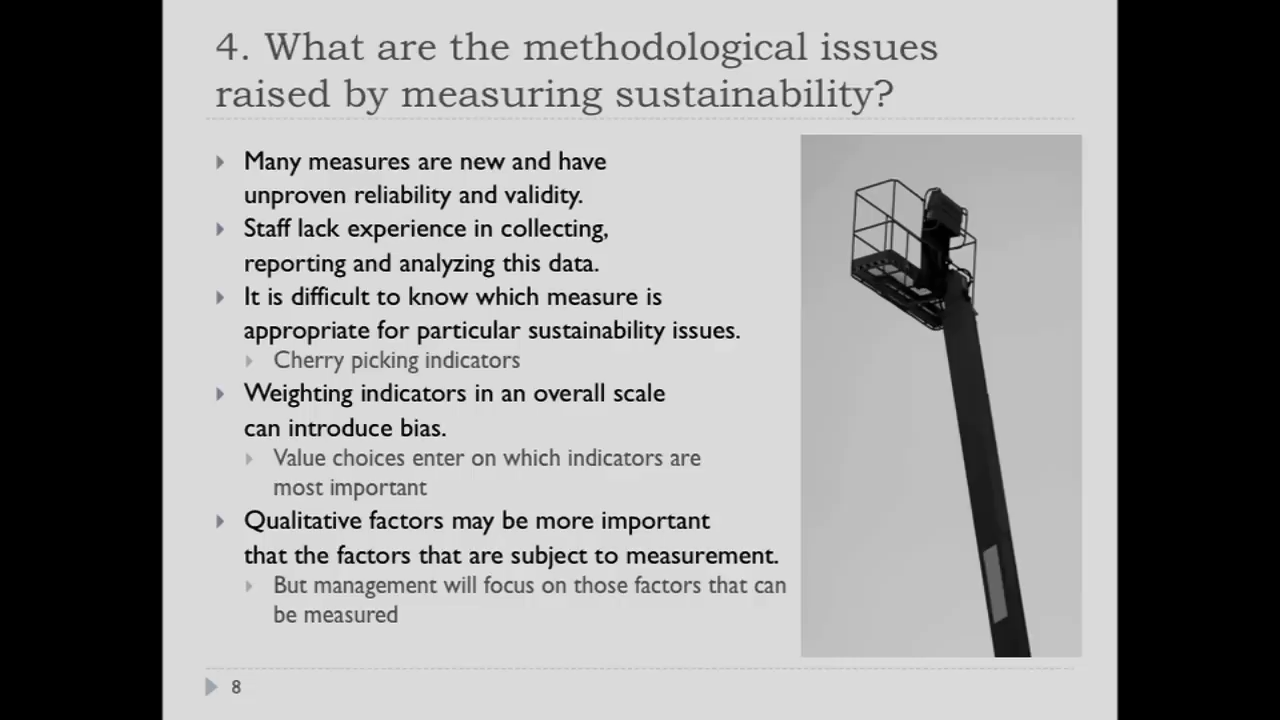 4. What are the methodological issues
raised by measuring sustainability?
Many measures are new and have
unproven reliability and validity.
Staff lack experience in collecting,
reporting and analyzing this data.
It is difficult to know which measure is
appropriate for particular sustainability issues.
Cherry picking indicators
Weighting indicators in an overall scale
can introduce bias.
Value choices enter on which indicators are
most important
Qualitative factors may be more important
that the factors that are subject to measurement.
But management will focus on those factors that can
be measured
8